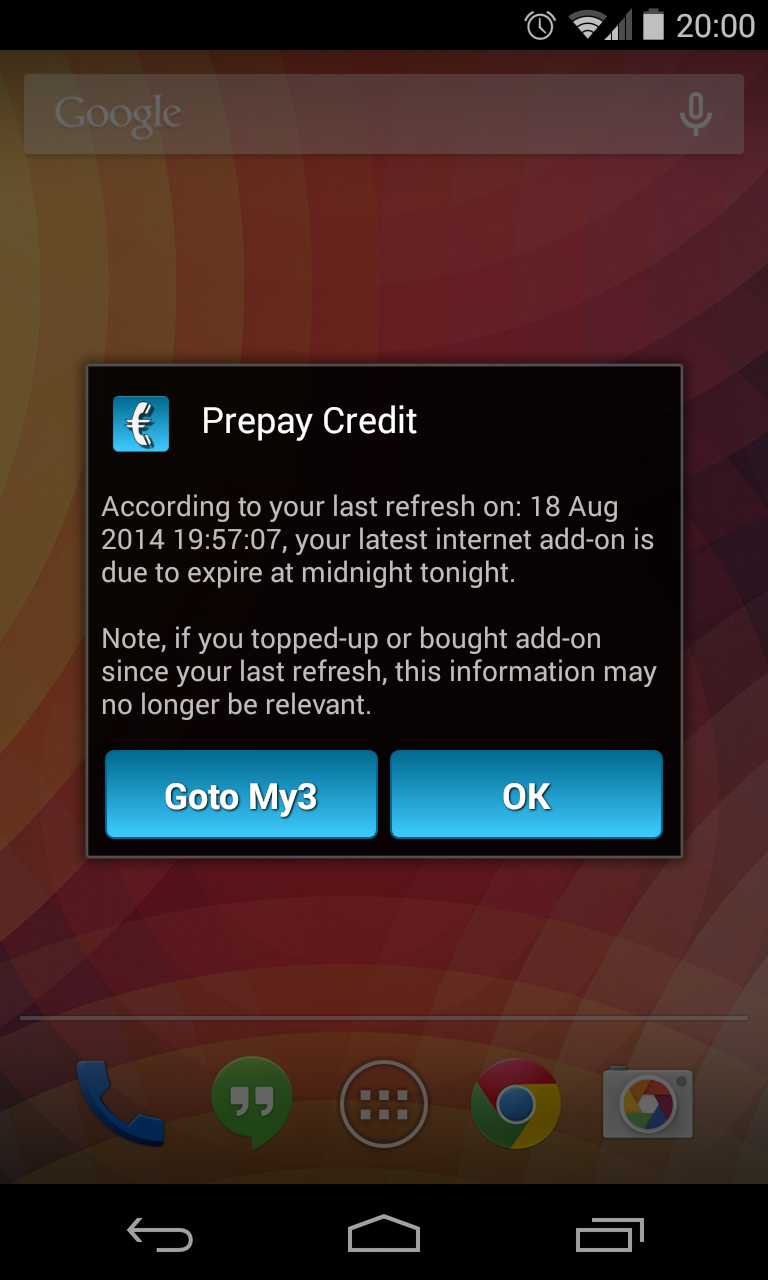 20:00
Google
Prepay Credit
According to your last refresh on: 18 Aug
2014 19:57:07, your latest internet add-on is
due to expire at midnight tonight.
Note, if you topped-up or bought add-on
since your last refresh, this information may
no longer be relevant.
Goto My3
OK